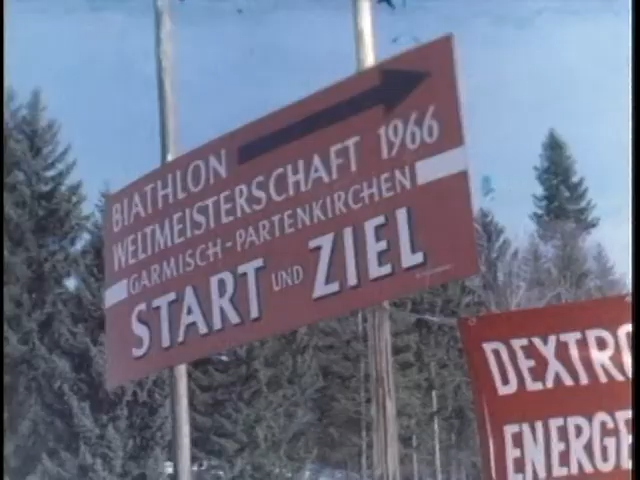 BIATHLON
WELTMEISTERSCHAFT 1966
GARMISCH-PARTENKIRCHEN
START UND ZIEL
DEXTRO
ENERGE